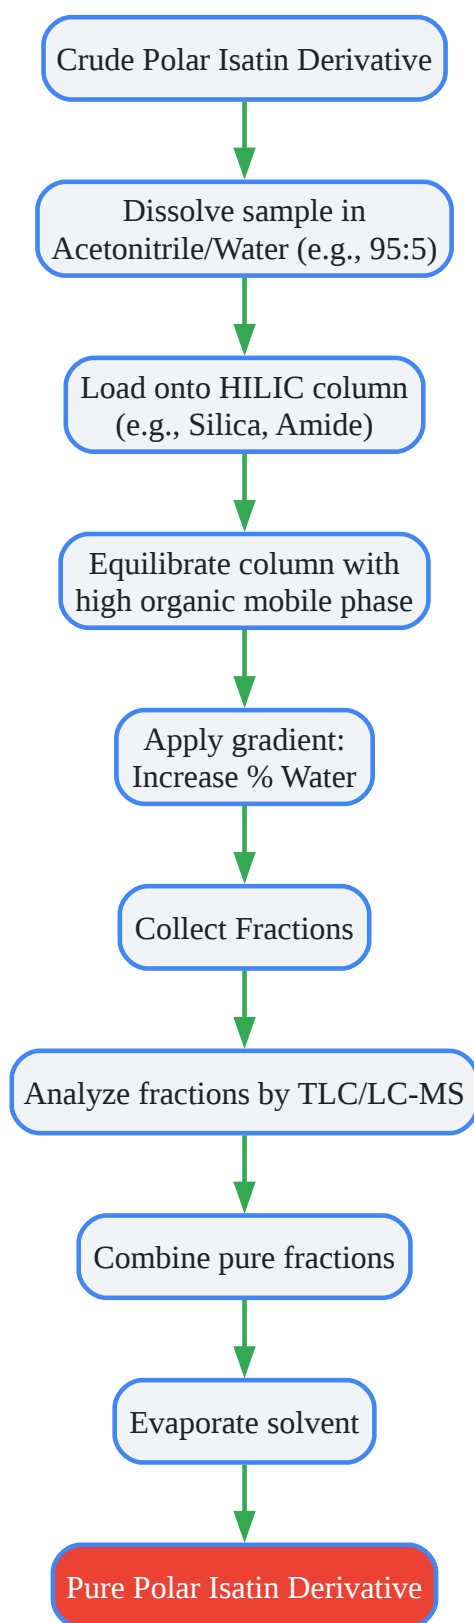 Crude Polar Isatin Derivative
Dissolve sample in
Acetonitrile/Water (e.g., 95:5)
Load onto HILIC column
(e.g., Silica, Amide)
Equilibrate column with
high organic mobile phase
Apply gradient:
Increase % Water
Collect Fractions
Analyze fractions by TLC/LC-MS
Combine pure fractions
Evaporate solvent
Pure Polar Isatin Derivative